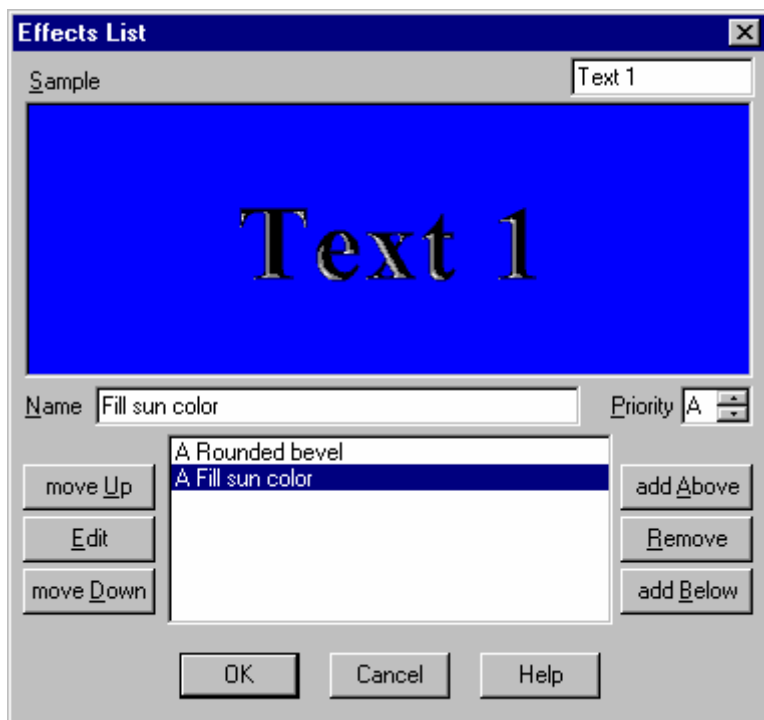 Effects List
Sample
Text 1
Text 1
Name
Fill sun color
Priority
A
A Rounded bevel
A Fill sun color
move Up
Edit
move Down
add Above
Remove
add Below
OK
Cancel
Help